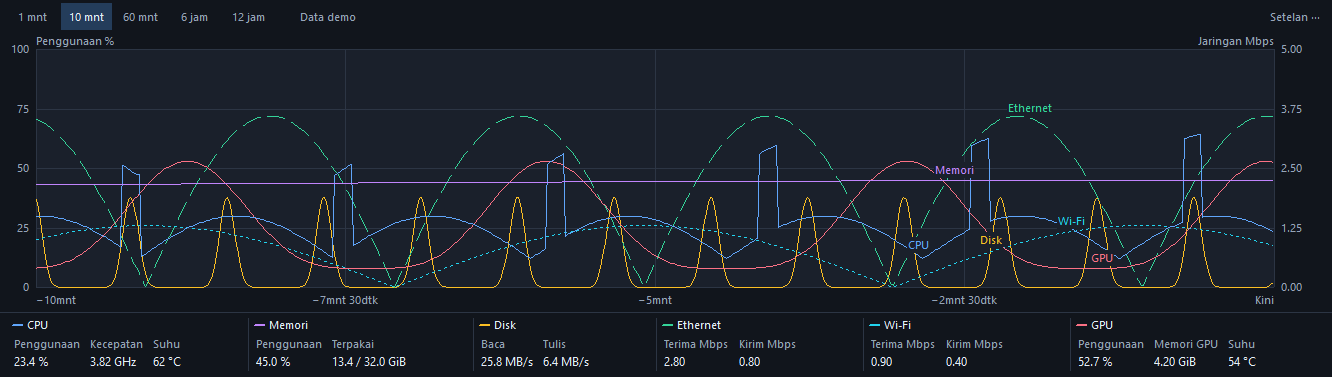 1 mnt 10 mnt 60 mnt 6 jam 12 jam Data demo Setelan ...
Penggunaan % Jaringan Mbps
100 5.00
Ethernet
75 3.75
50 2.50
Memori
Wi-Fi
25 1.25
Disk
CPU
GPU
0 0.00
−10mnt −7mnt 30dtk −5mnt −2mnt 30dtk Kini
CPU Memori Disk Ethernet Wi-Fi GPU
Penggunaan Kecepatan Suhu Penggunaan Terpakai Baca Tulis Terima Mbps Kirim Mbps Terima Mbps Kirim Mbps Penggunaan Memori GPU Suhu
23.4 % 3.82 GHz 62 °C 45.0 % 13.4 / 32.0 GiB 25.8 MB/s 6.4 MB/s 2.80 0.80 0.90 0.40 52.7 % 4.20 GiB 54 °C